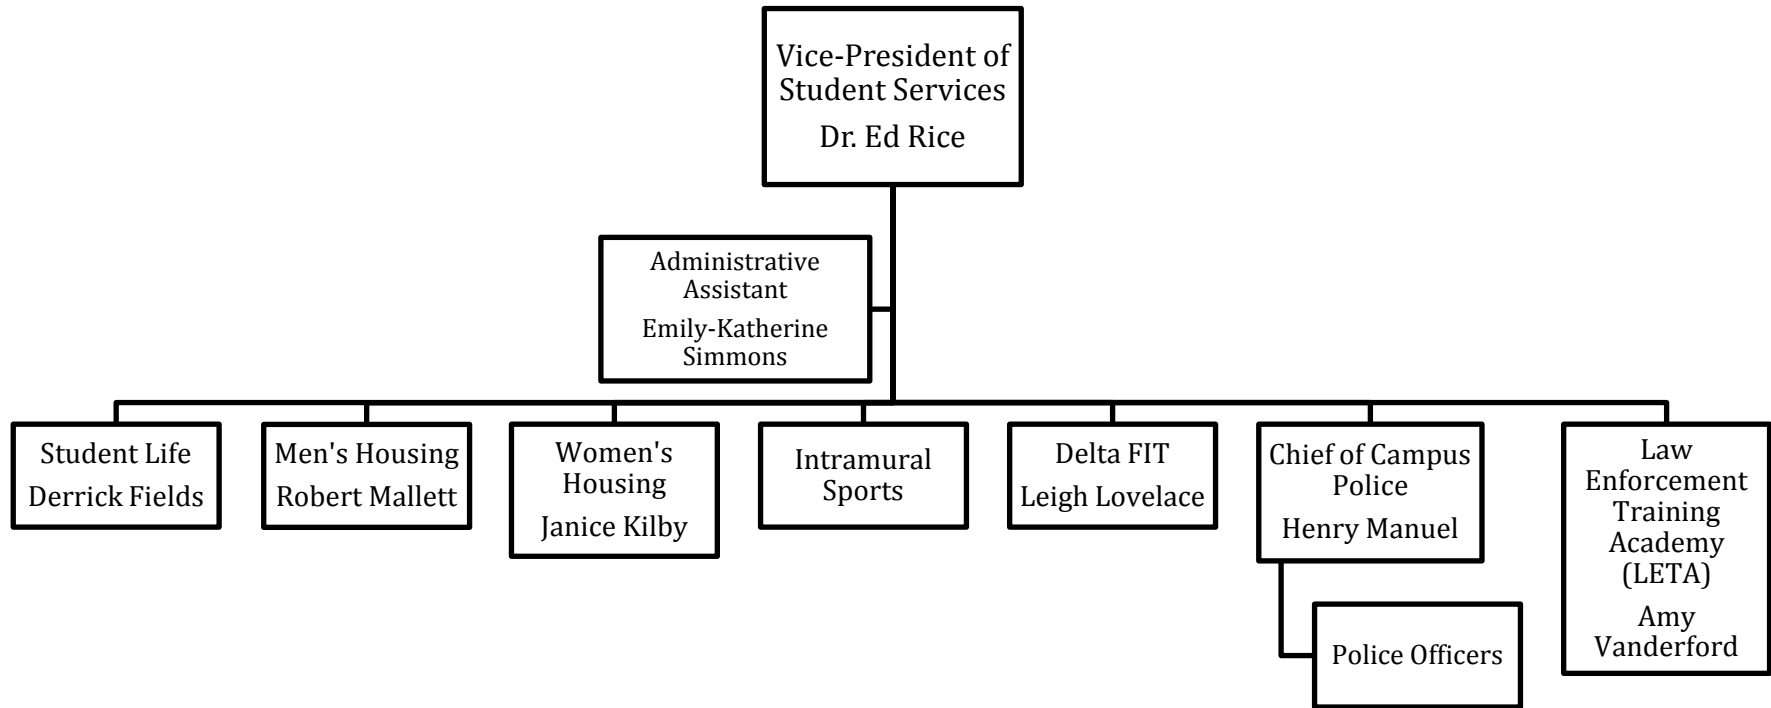 Vice-President of
Student Services
Dr. Ed Rice
Administrative
Assistant
Emily-Katherine
Simmons
Student Life
Derrick Fields
Men's Housing
Robert Mallett
Women's
Housing
Janice Kilby
Intramural
Sports
Delta FIT
Leigh Lovelace
Chief of Campus
Police
Henry Manuel
Police Officers
Law
Enforcement
Training
Academy
(LETA)
Amy
Vanderford